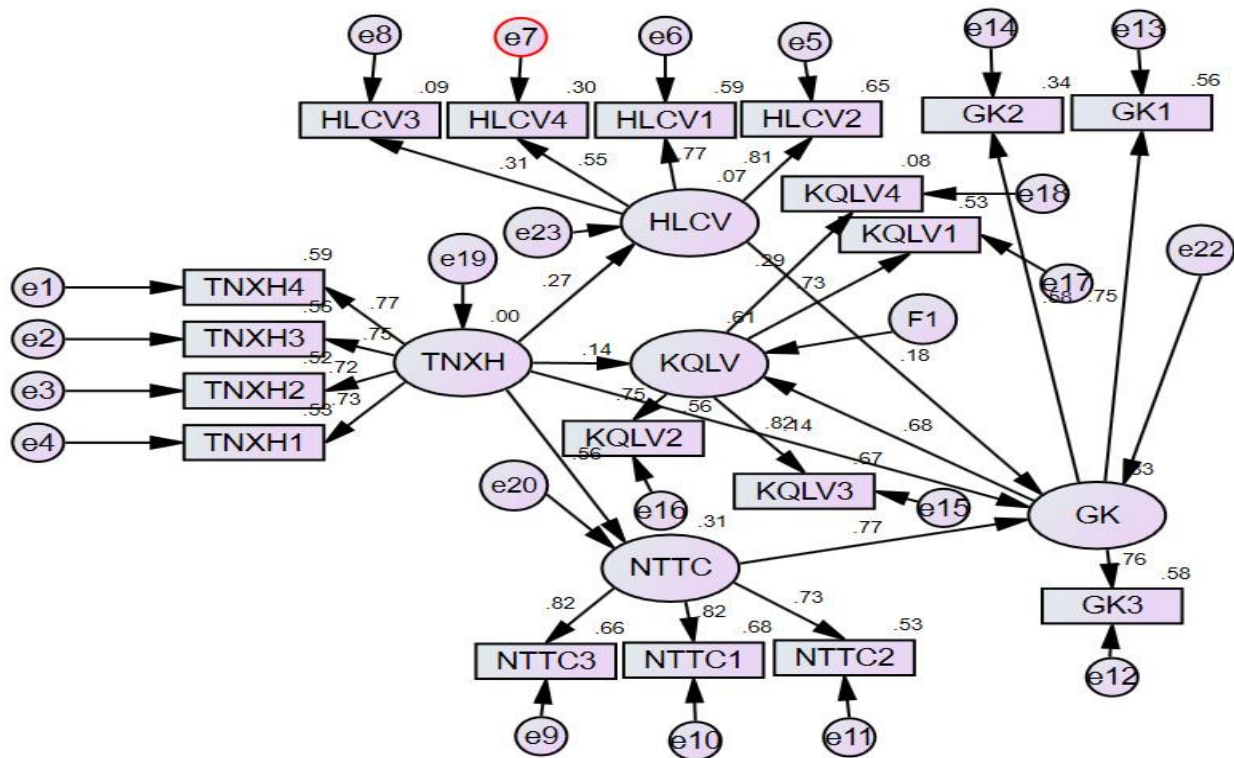 e8
e7
e6
e5
e14
e13
.09
.30
.59
.65
.34
.56
HLCV3
HLCV4
HLCV1
HLCV2
GK2
GK1
.31
.55
.77
.81
.07
.08
KQLV4
e18
HLCV
.53
KQLV1
e23
e19
.59
.27
.29
.73
e17
e22
.58
.75
e1
TNXH4
.77
.56
.00
.61
F1
.18
e2
TNXH3
.75
.52
TNXH
.14
KQLV
e3
TNXH2
.72
.53
.73
e4
TNXH1
.75
.56
.82
.14
.68
KQLV2
.56
.67
.83
e20
e16
KQLV3
e15
GK
.31
.77
NTTC
.76
.58
GK3
.82
.82
.73
.66
.68
.53
NTTC3
NTTC1
NTTC2
e12
e9
e10
e11